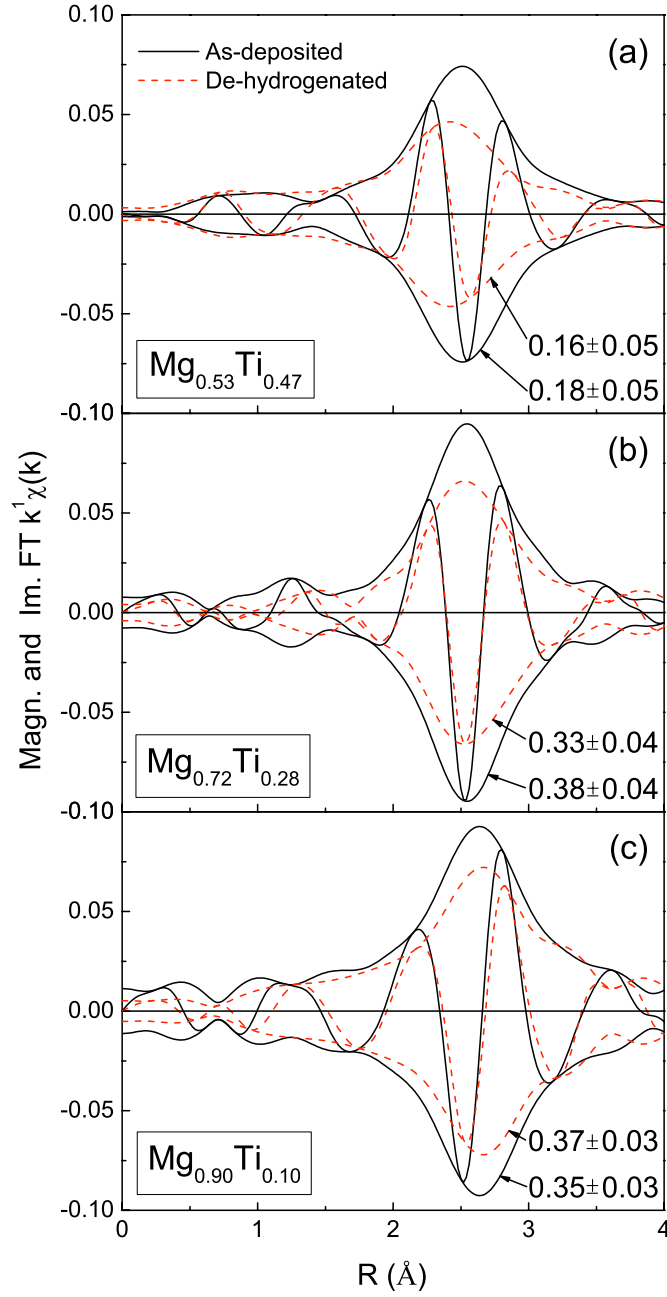 0.10
As-deposited
De-hydrogenated
(a)
0.05
0.00
-0.05
0.16±0.05
0.18±0.05
Mg0.53Ti0.47
-0.10
(b)
0.05
0.00
-0.05
0.33±0.04
0.38±0.04
Mg0.72Ti0.28
-0.10
(c)
0.05
0.00
-0.05
0.37±0.03
0.35±0.03
Mg0.90Ti0.10
-0.10
0 1 2 3 4
R (Å)
Magn. and Im. FT k¹χ(k)